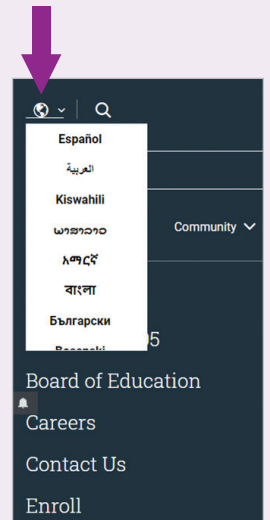 Español
العربية
Kiswahili
ພາສາລາວ
Community
አማርኛ
বাংলা
Български
95
Board of Education
Careers
Contact Us
Enroll